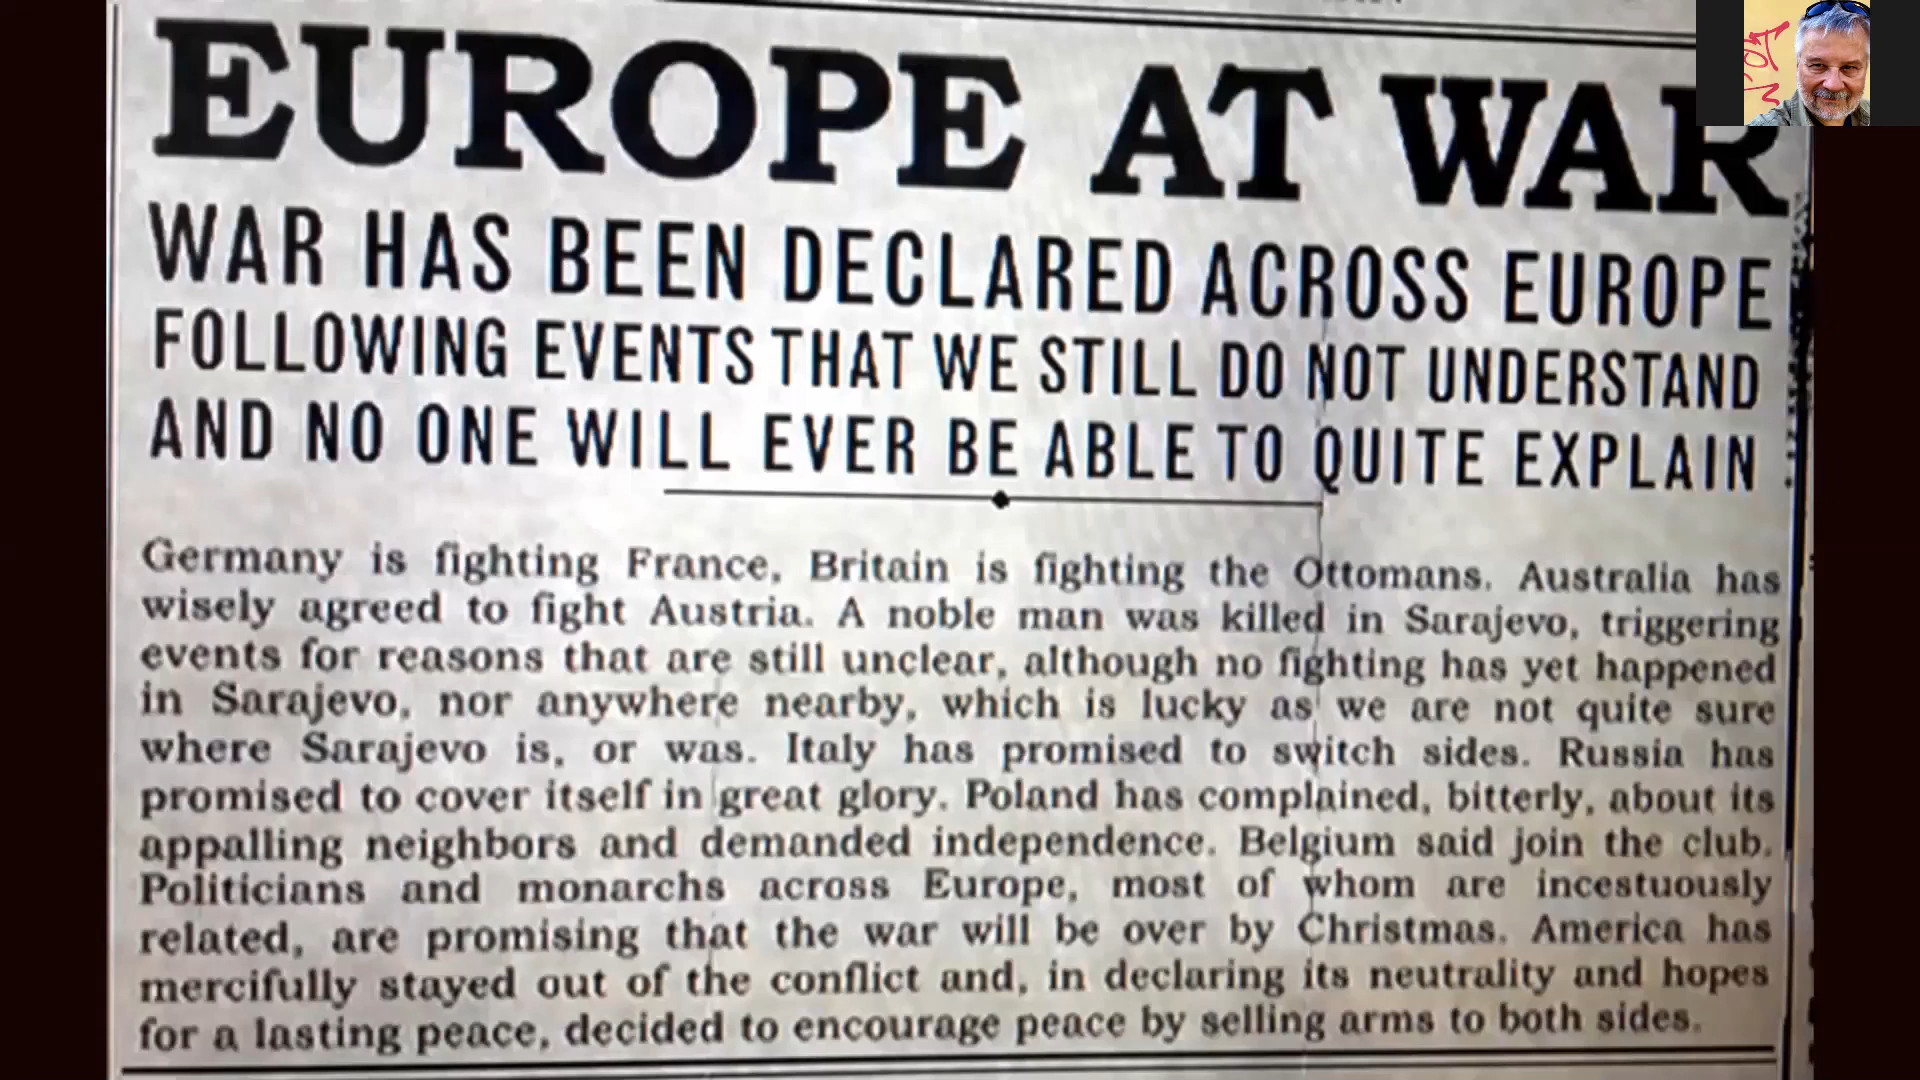 EUROPE AT WAR
WAR HAS BEEN DECLARED ACROSS EUROPE
FOLLOWING EVENTS THAT WE STILL DO NOT UNDERSTAND
AND NO ONE WILL EVER BE ABLE TO QUITE EXPLAIN
Germany is fighting France, Britain is fighting the Ottomans. Australia has
wisely agreed to fight Austria. A noble man was killed in Sarajevo, triggering
events for reasons that are still unclear, although no fighting has yet happened
in Sarajevo, nor anywhere nearby, which is lucky as we are not quite sure
where Sarajevo is, or was. Italy has promised to switch sides. Russia has
promised to cover itself in great glory. Poland has complained, bitterly, about its
appalling neighbors and demanded independence. Belgium said join the club.
Politicians and monarchs across Europe, most of whom are incestuously
related, are promising that the war will be over by Christmas. America has
mercifully stayed out of the conflict and, in declaring its neutrality and hopes
for a lasting peace, decided to encourage peace by selling arms to both sides.